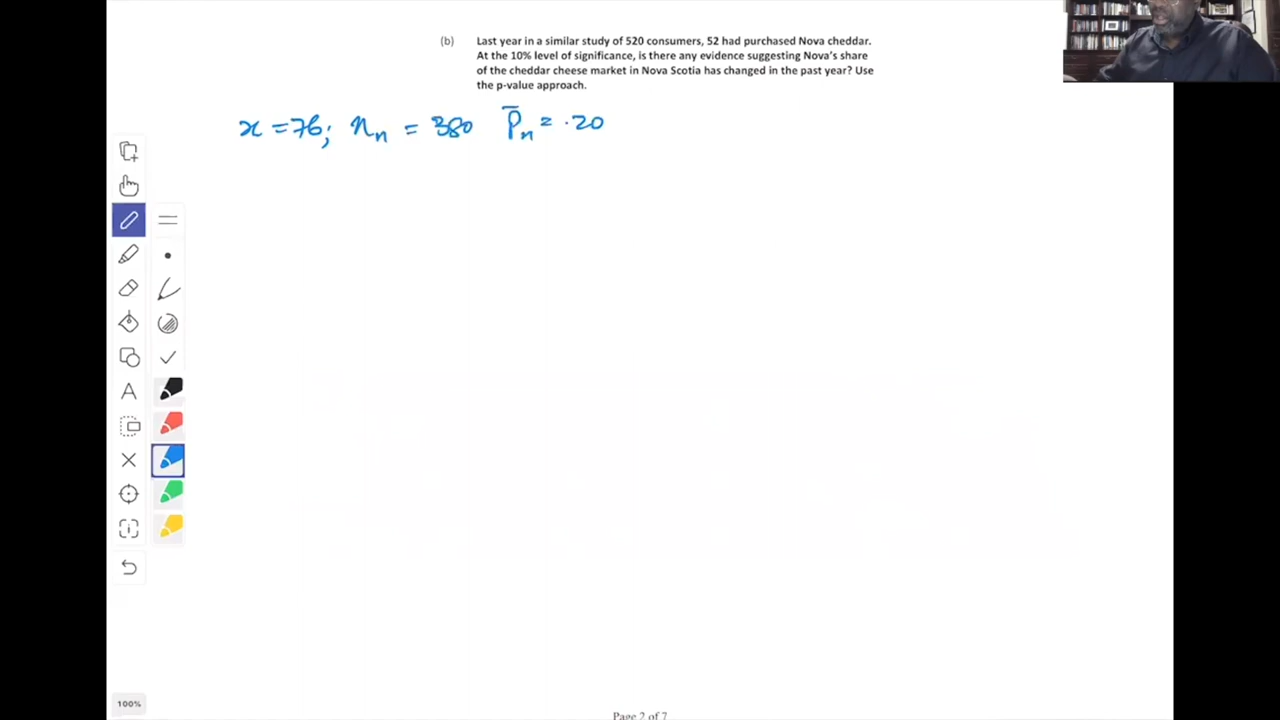 (b) Last year in a similar study of 520 consumers, 52 had purchased Nova cheddar.
At the 10% level of significance, is there any evidence suggesting Nova's share
of the cheddar cheese market in Nova Scotia has changed in the past year? Use
the p-value approach.
x = 76; nₙ = 380 p̄ₙ = .20
A
100%
Page 2 of 7